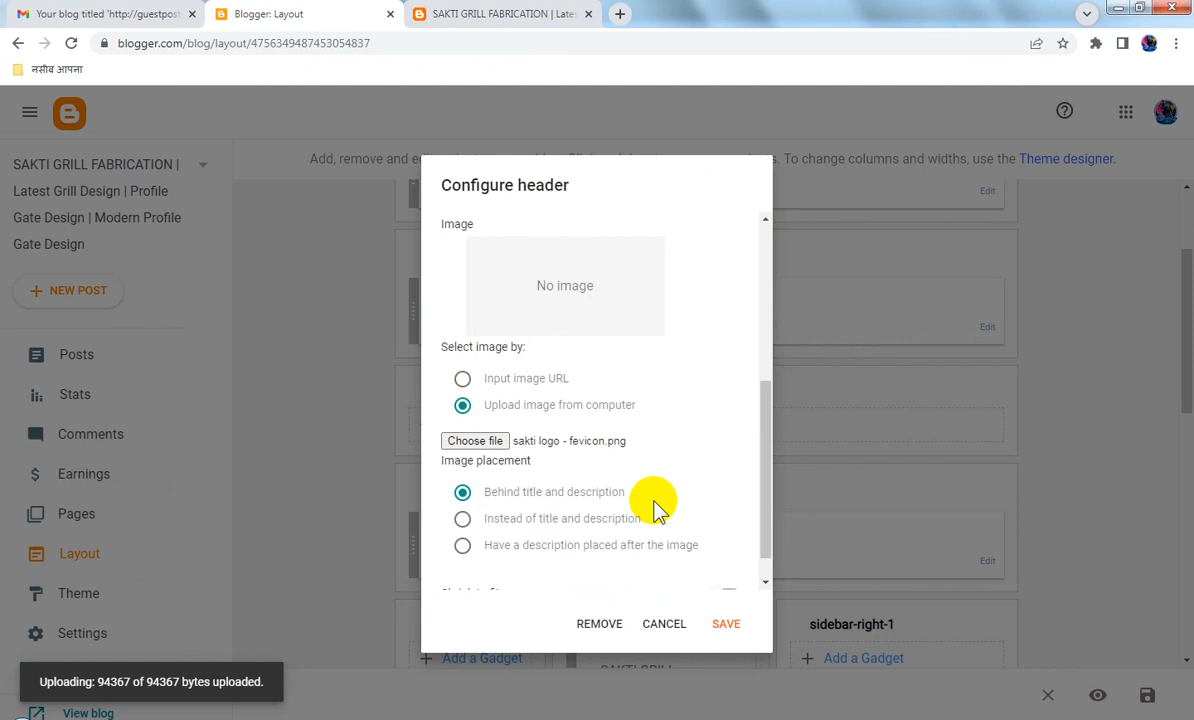 Your blog titled 'http://guestpost
Blogger: Layout
SAKTI GRILL FABRICATION | Late
blogger.com/blog/layout/4756349487453054837
नसीब आपना
SAKTI GRILL FABRICATION |
Latest Grill Design | Profile
Gate Design | Modern Profile
Gate Design
NEW POST
Posts
Stats
Comments
Earnings
Pages
Layout
Theme
Settings
View blog
Add, remove and edit
To change columns and widths, use the Theme designer.
Edit
Edit
Edit
sidebar-right-1
Add a Gadget
Add a Gadget
SAKTI GRILL
Configure header
Image
No image
Select image by:
Input image URL
Upload image from computer
Choose file sakti logo - fevicon.png
Image placement
Behind title and description
Instead of title and description
Have a description placed after the image
REMOVE CANCEL SAVE
Uploading: 94367 of 94367 bytes uploaded.